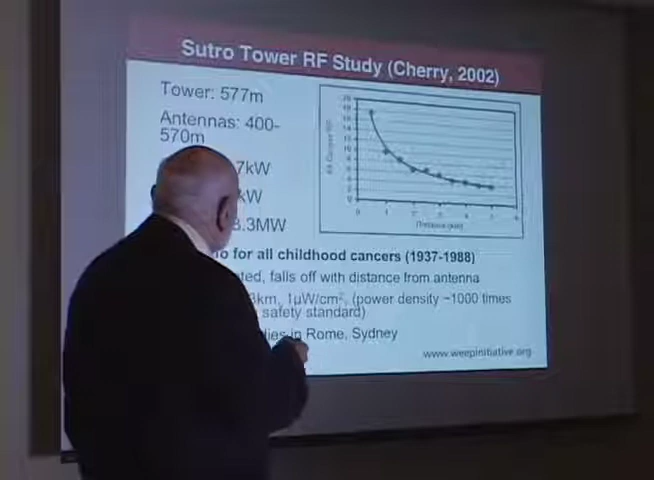 Sutro Tower RF Study (Cherry, 2002)
Tower: 577m
Antennas: 400-
570m
7kW
kW
3.3MW
for all childhood cancers (1937-1988)
falls off with distance from antenna
3km, 1µW/cm², (power density ~1000 times
safety standard)
in Rome, Sydney
www.weepinitiative.org